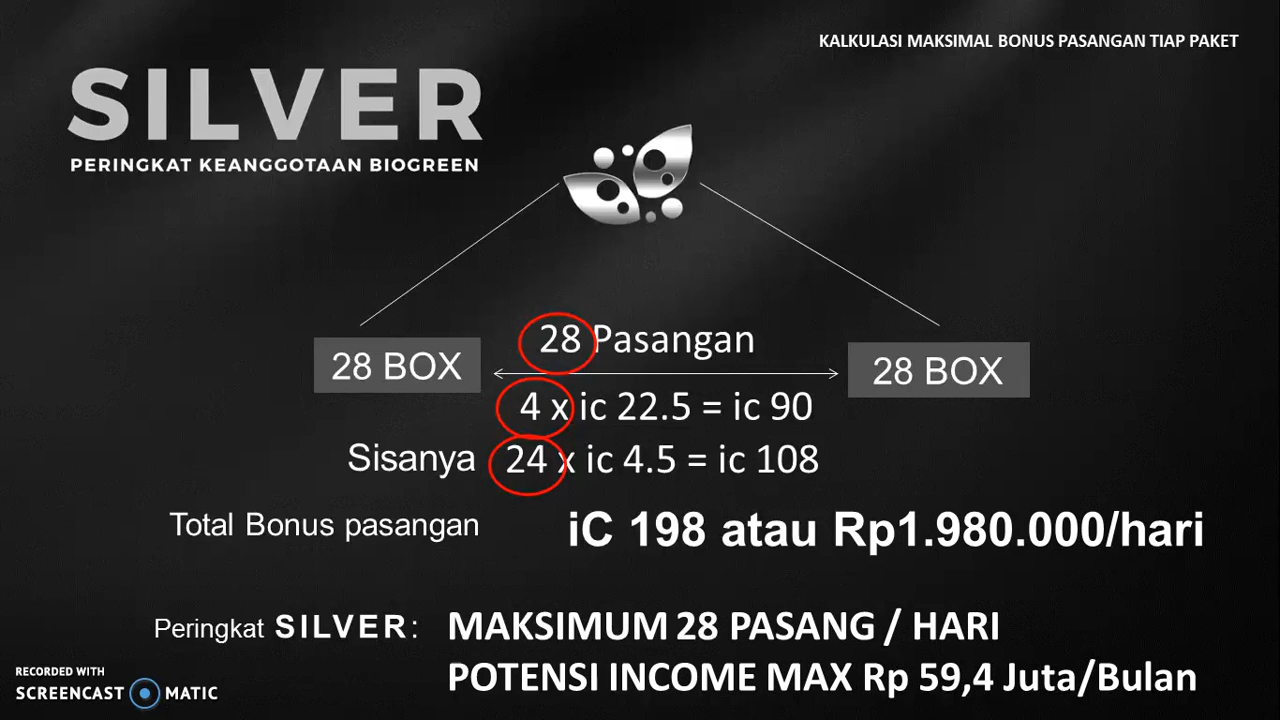 KALKULASI MAKSIMAL BONUS PASANGAN TIAP PAKET
SILVER
PERINGKAT KEANGGOTAAN BIOGREEN
28 BOX
28 Pasangan
28 BOX
4 x ic 22.5 = ic 90
Sisanya 24 x ic 4.5 = ic 108
Total Bonus pasangan iC 198 atau Rp1.980.000/hari
Peringkat SILVER: MAKSIMUM 28 PASANG / HARI
POTENSI INCOME MAX Rp 59,4 Juta/Bulan
RECORDED WITH
SCREENCAST MATIC